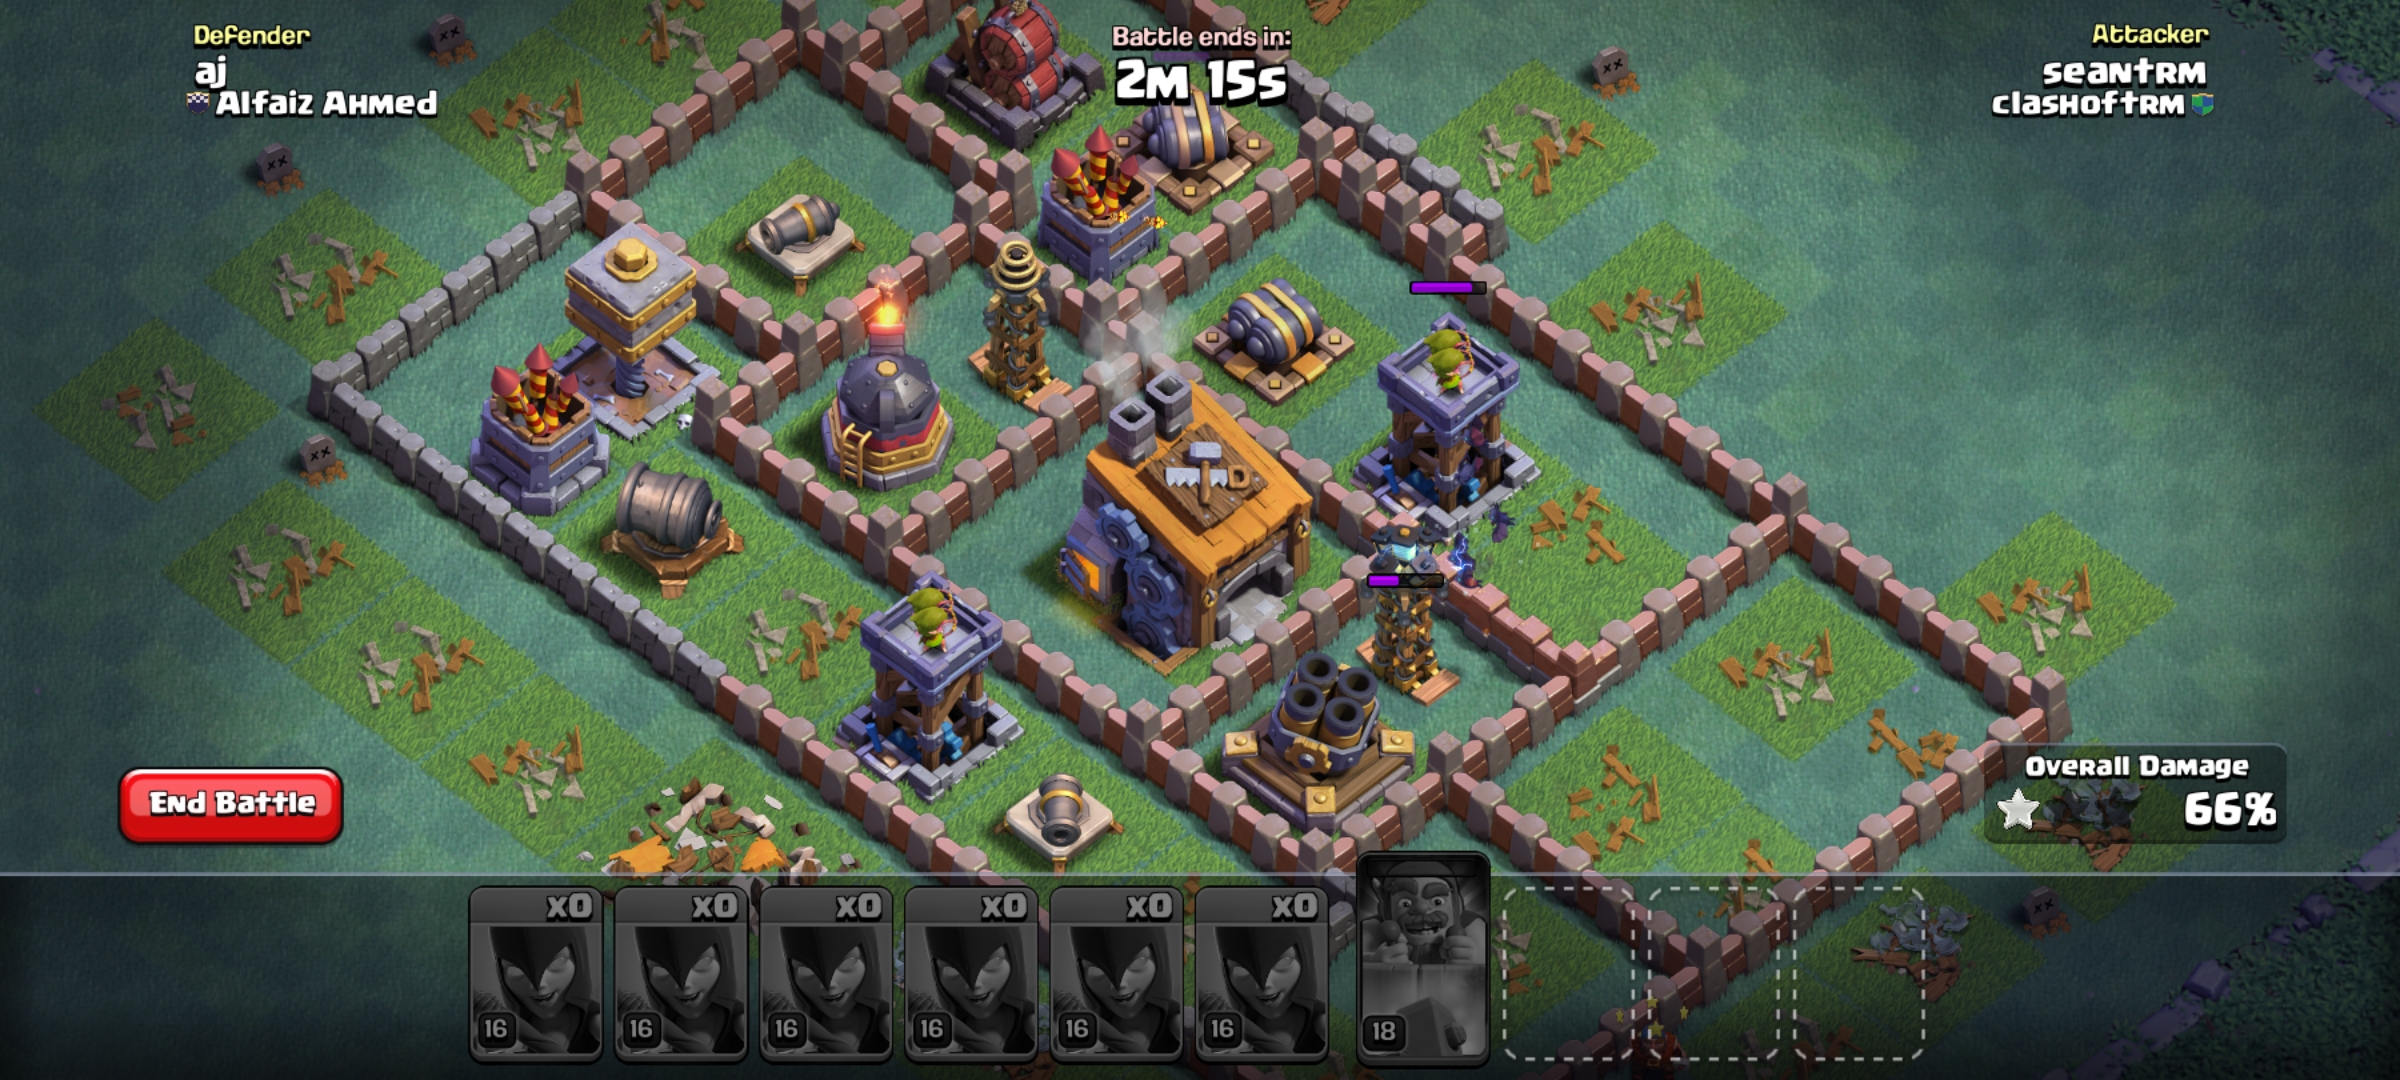 Defender
aj
Alfaiz Ahmed
Battle ends in:
2M 15s
Attacker
seantrm
clashoftrm
End Battle
Overall Damage
66%
x0
x0
x0
x0
x0
x0
16
16
16
16
16
16
18